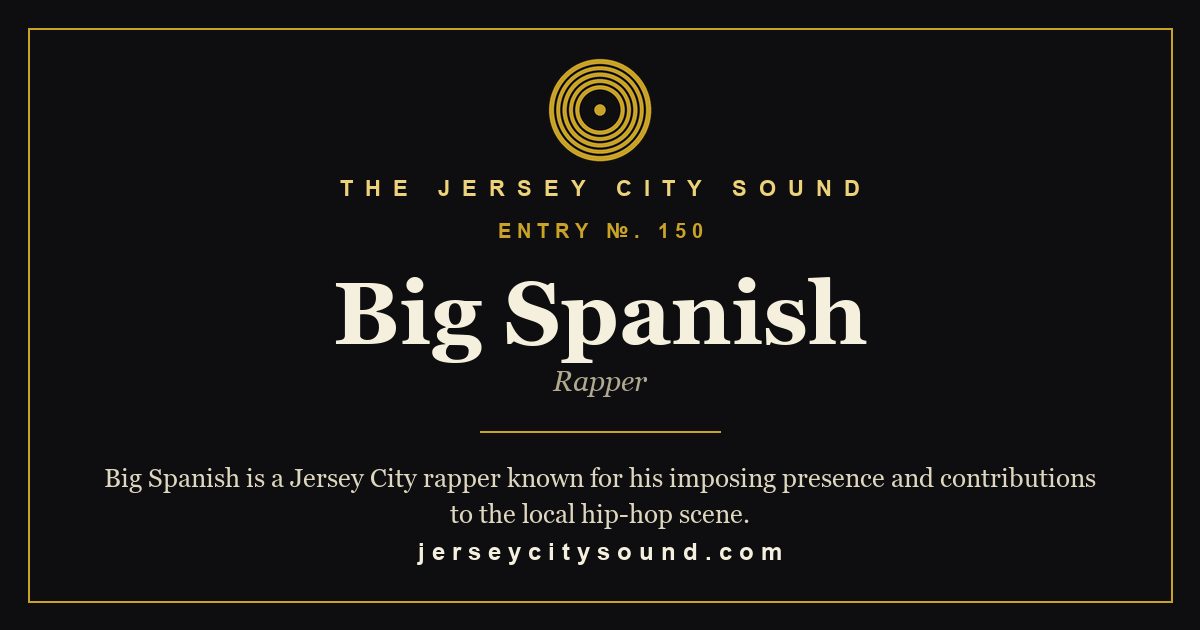 THE JERSEY CITY SOUND
ENTRY №. 150
Big Spanish
Rapper
Big Spanish is a Jersey City rapper known for his imposing presence and contributions
to the local hip-hop scene.
jerseycitysound.com